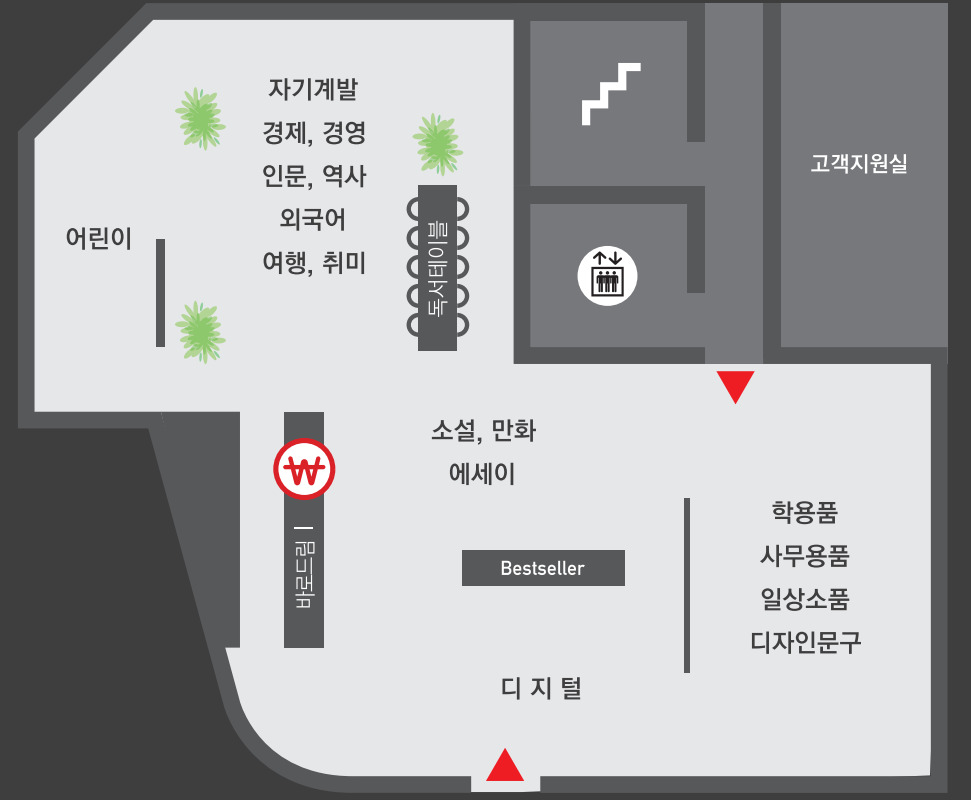 자기계발
경제, 경영
인문, 역사
외국어
여행, 취미
어린이
독서테이블
고객지원실
소설, 만화
에세이
₩
바로드림 |
Bestseller
학용품
사무용품
일상소품
디자인문구
디 지 털